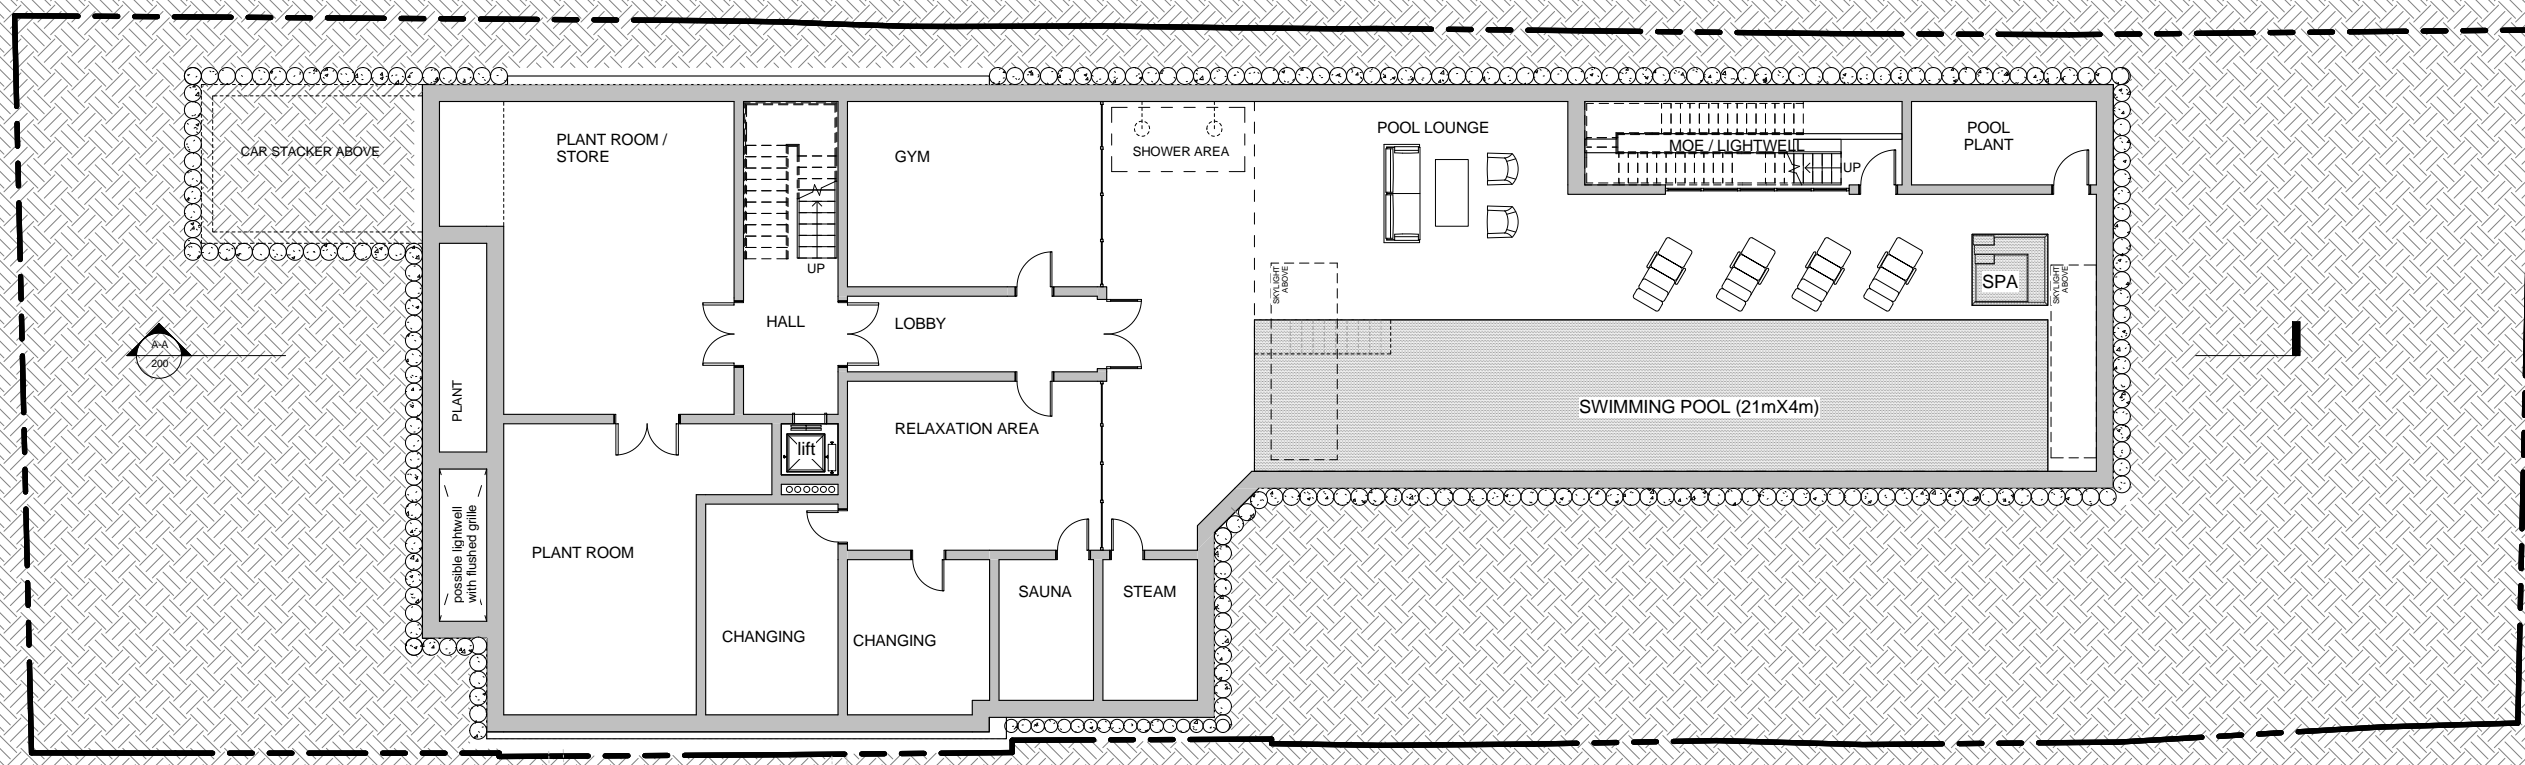 CAR STACKER ABOVE
PLANT ROOM /
STORE
GYM
SHOWER AREA
POOL LOUNGE
MOE / LIGHTWELL
UP
POOL
PLANT
UP
HALL
LOBBY
SKYLIGHT
ABOVE
SPA
SKYLIGHT
ABOVE
A-A
200
PLANT
lift
RELAXATION AREA
SWIMMING POOL (21mX4m)
possible lightwell
with flushed grille
PLANT ROOM
CHANGING
CHANGING
SAUNA
STEAM